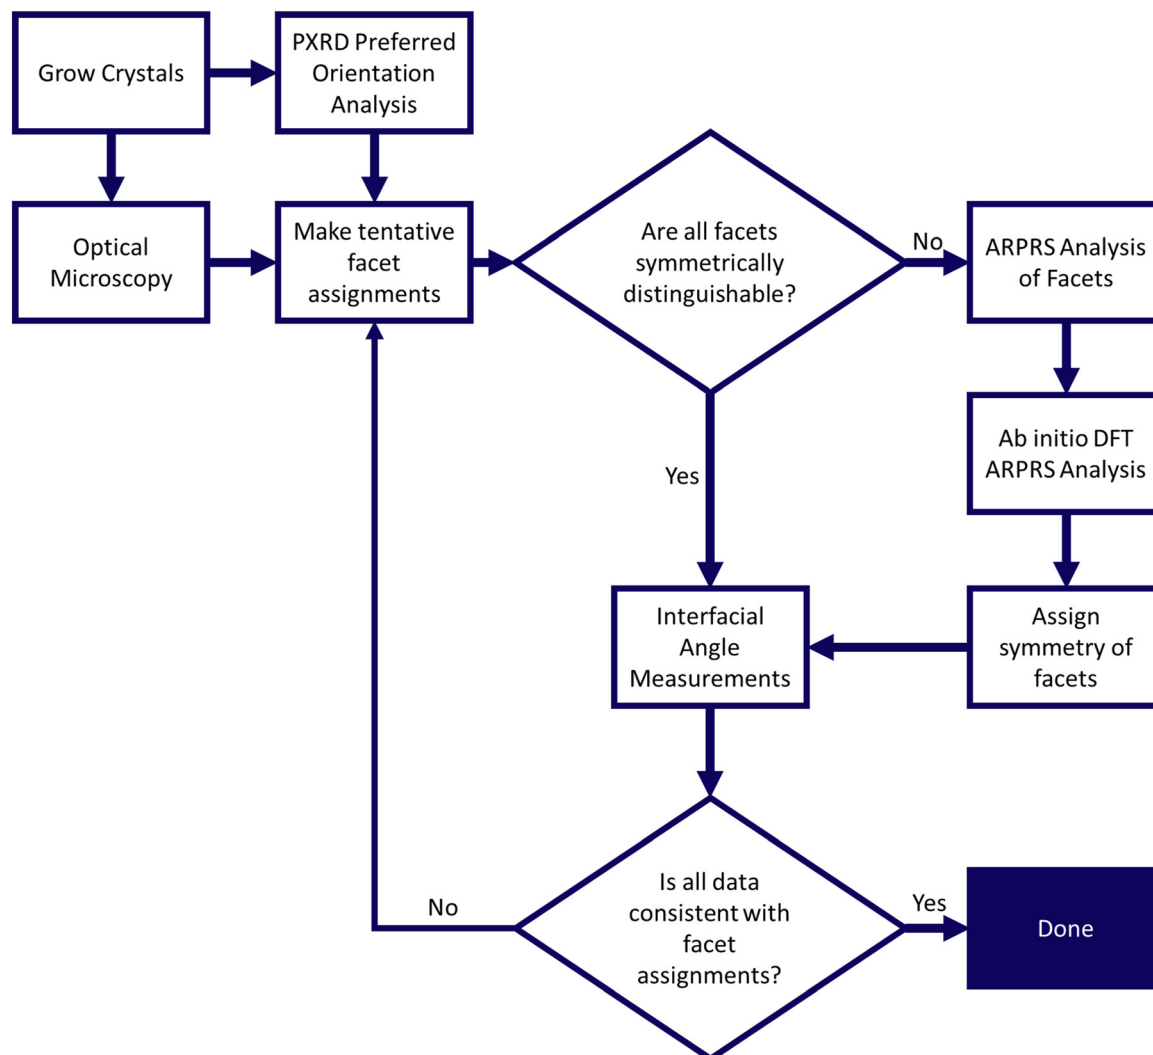 Grow Crystals
PXRD Preferred
Orientation
Analysis
Optical
Microscopy
Make tentative
facet
assignments
Are all facets
symmetrically
distinguishable?
No
ARPRS Analysis
of Facets
Yes
Ab initio DFT
ARPRS Analysis
Interfacial
Angle
Measurements
Assign
symmetry of
facets
No
Is all data
consistent with
facet
assignments?
Yes
Done